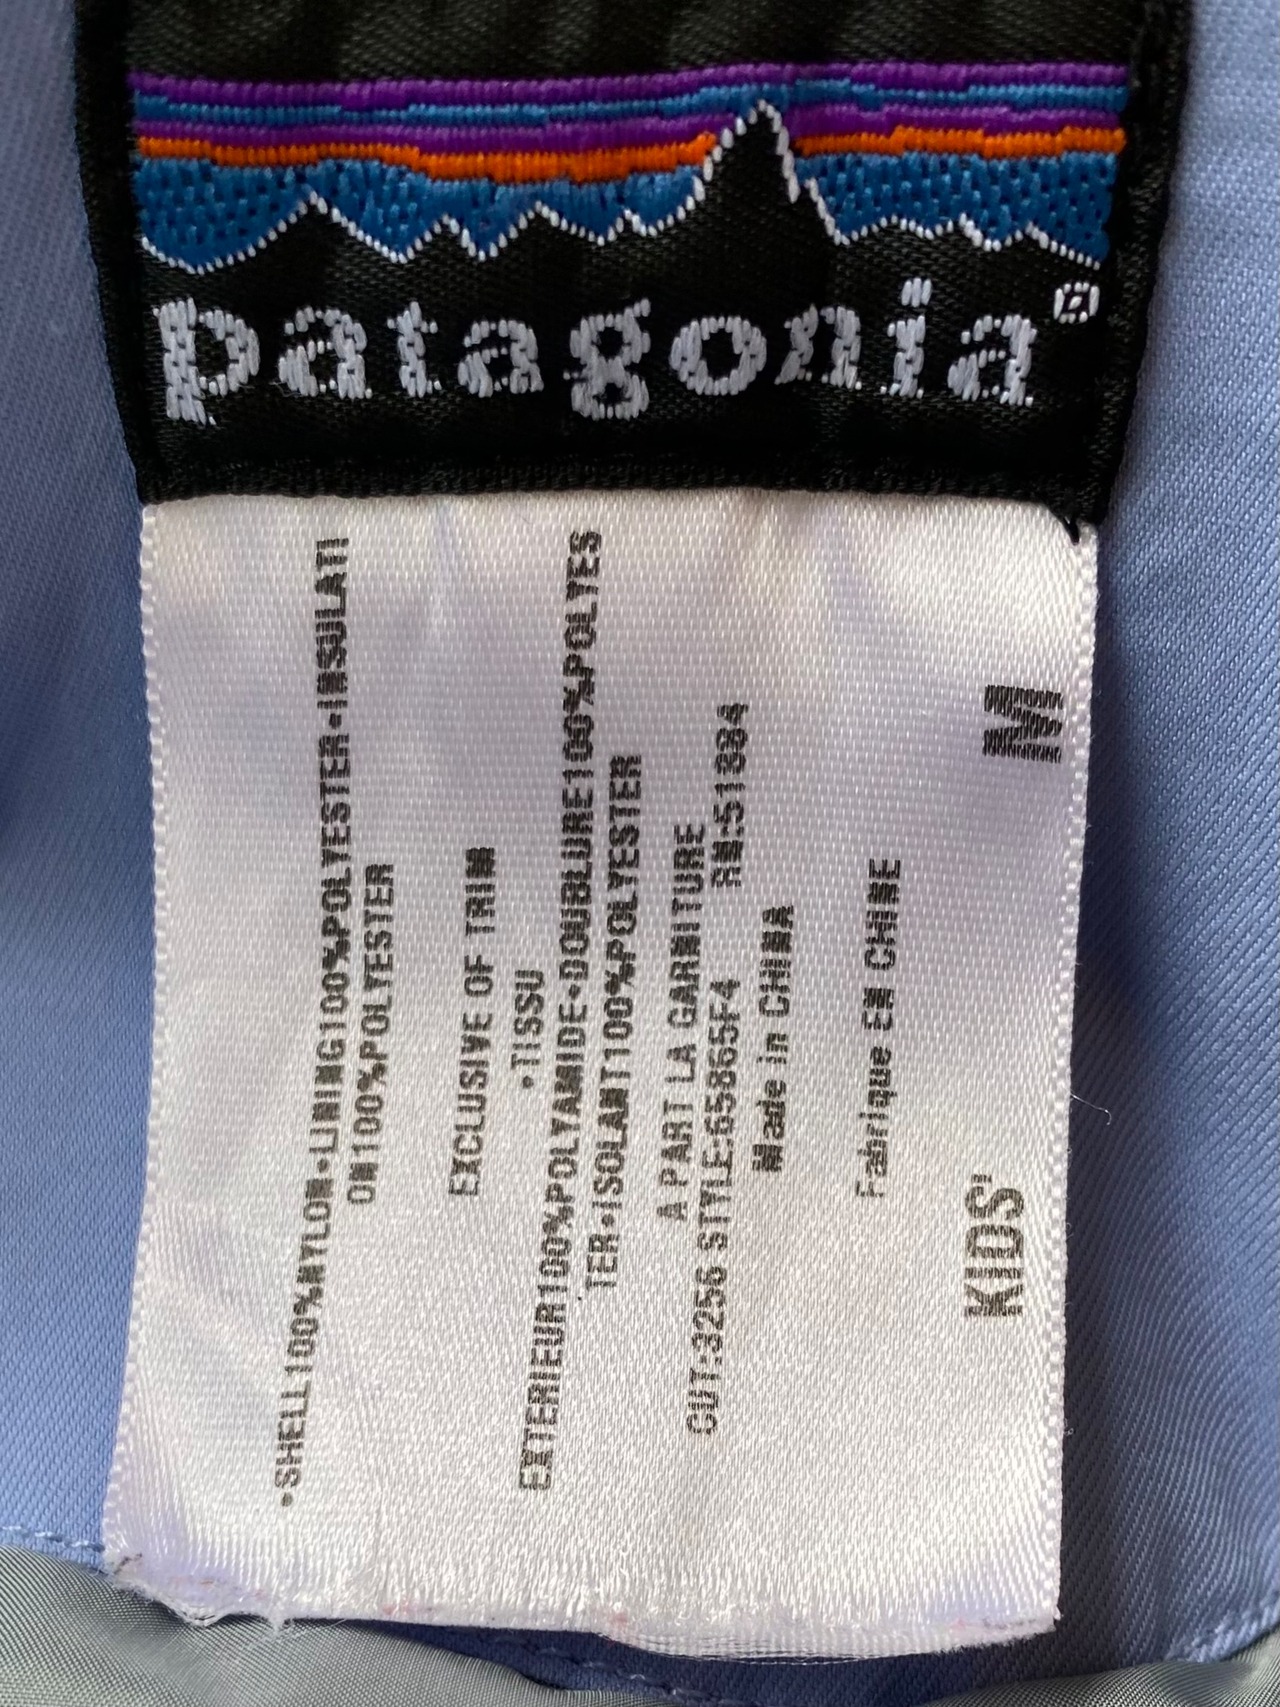 patagonia®
•SHELL100%NYLON•LINING100%POLYESTER•INSULATI
ON100%POLYESTER
EXCLUSIVE OF TRIM
•TISSU
EXTERIEUR100%POLYAMIDE•DOUBLURE100%POLYES
TER•ISOLANT100%POLYESTER
A PART LA GARNITURE
CUT:3256 STYLE:65865F4 RN:51884
Made in CHINA
Fabrique EN CHINE
KIDS' M